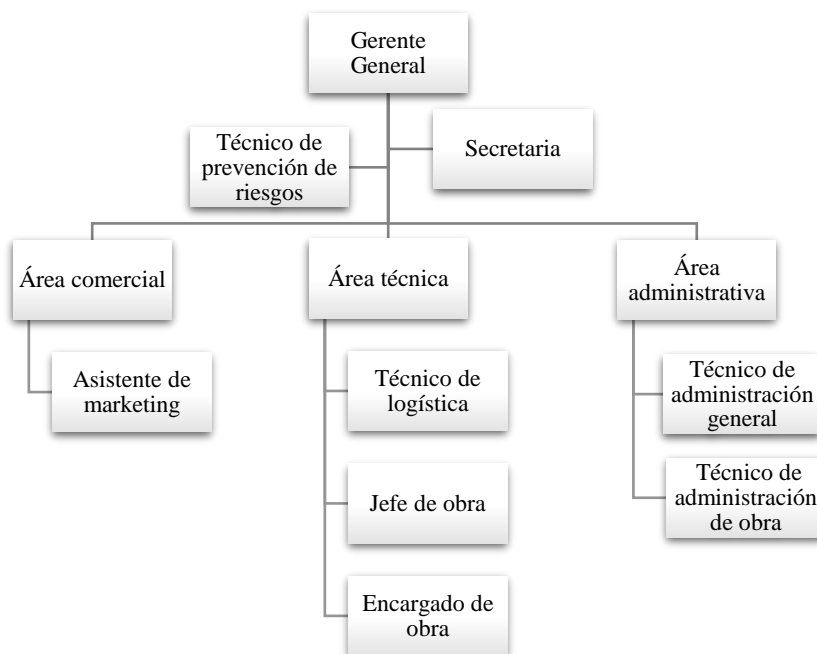 Gerente
General
Técnico de
prevención de
riesgos
Secretaria
Área comercial
Área técnica
Área
administrativa
Asistente de
marketing
Técnico de
logística
Jefe de obra
Encargado de
obra
Técnico de
administración
general
Técnico de
administración
de obra